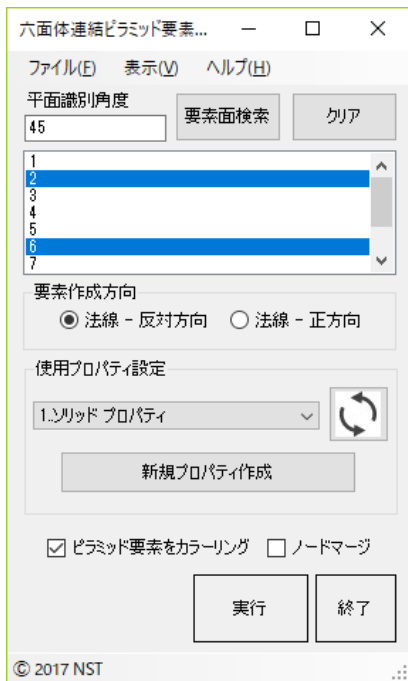 六面体連結ピラミッド要素...
ファイル(F) 表示(V) ヘルプ(H)
平面識別角度
45
要素面検索
クリア
1
2
3
4
5
6
7
要素作成方向
法線 - 反対方向 法線 - 正方向
使用プロパティ設定
1..ソリッド プロパティ
新規プロパティ作成
ピラミッド要素をカラーリング ノードマージ
実行 終了
© 2017 NST